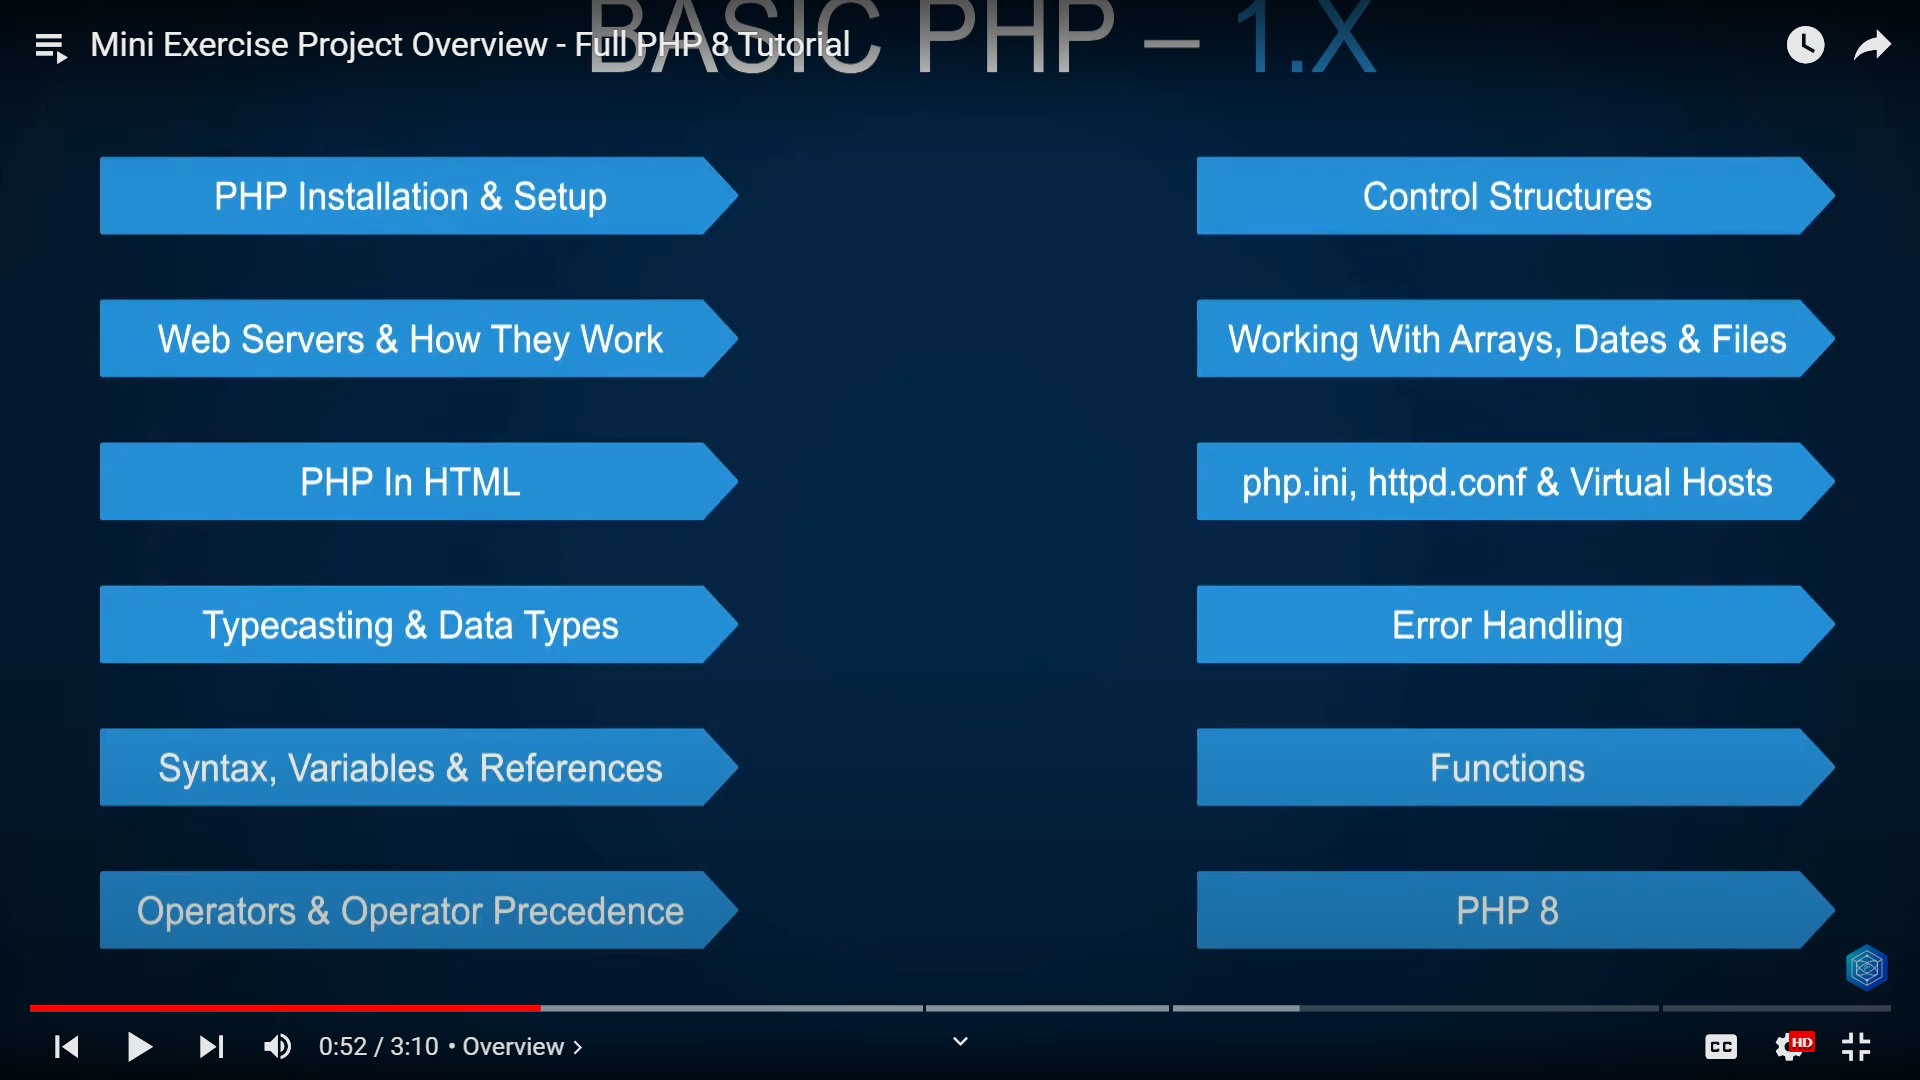 BASIC PHP – 1.X
Mini Exercise Project Overview - Full PHP 8 Tutorial
PHP Installation & Setup
Web Servers & How They Work
PHP In HTML
Typecasting & Data Types
Syntax, Variables & References
Operators & Operator Precedence
Control Structures
Working With Arrays, Dates & Files
php.ini, httpd.conf & Virtual Hosts
Error Handling
Functions
PHP 8
0:52 / 3:10 • Overview
CC
HD